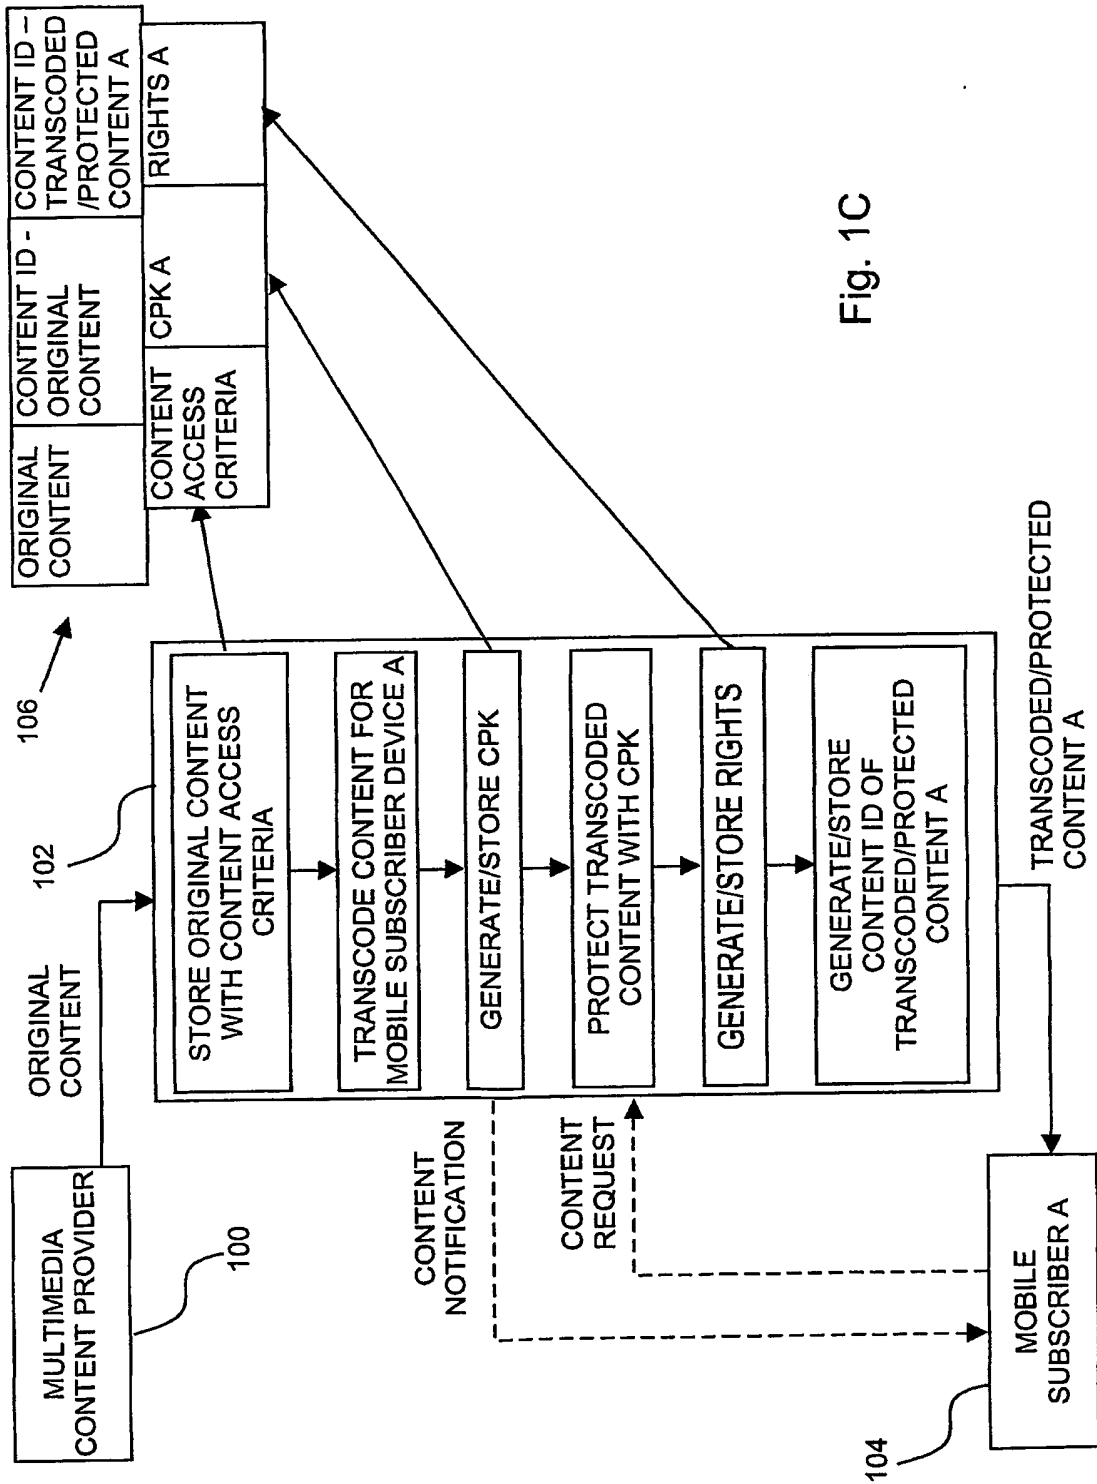 MULTIMEDIA
CONTENT PROVIDER
100
ORIGINAL
CONTENT
102
106
STORE ORIGINAL CONTENT
WITH CONTENT ACCESS
CRITERIA
TRANSCODE CONTENT FOR
MOBILE SUBSCRIBER DEVICE A
GENERATE/STORE CPK
PROTECT TRANSCODED
CONTENT WITH CPK
GENERATE/STORE RIGHTS
GENERATE/STORE
CONTENT ID OF
TRANSCODED/PROTECTED
CONTENT A
ORIGINAL
CONTENT
CONTENT ID -
ORIGINAL
CONTENT
CONTENT ID –
TRANSCODED
/PROTECTED
CONTENT A
CONTENT
ACCESS
CRITERIA
CPK A
RIGHTS A
CONTENT
NOTIFICATION
CONTENT
REQUEST
MOBILE
SUBSCRIBER A
104
TRANSCODED/PROTECTED
CONTENT A
Fig. 1C